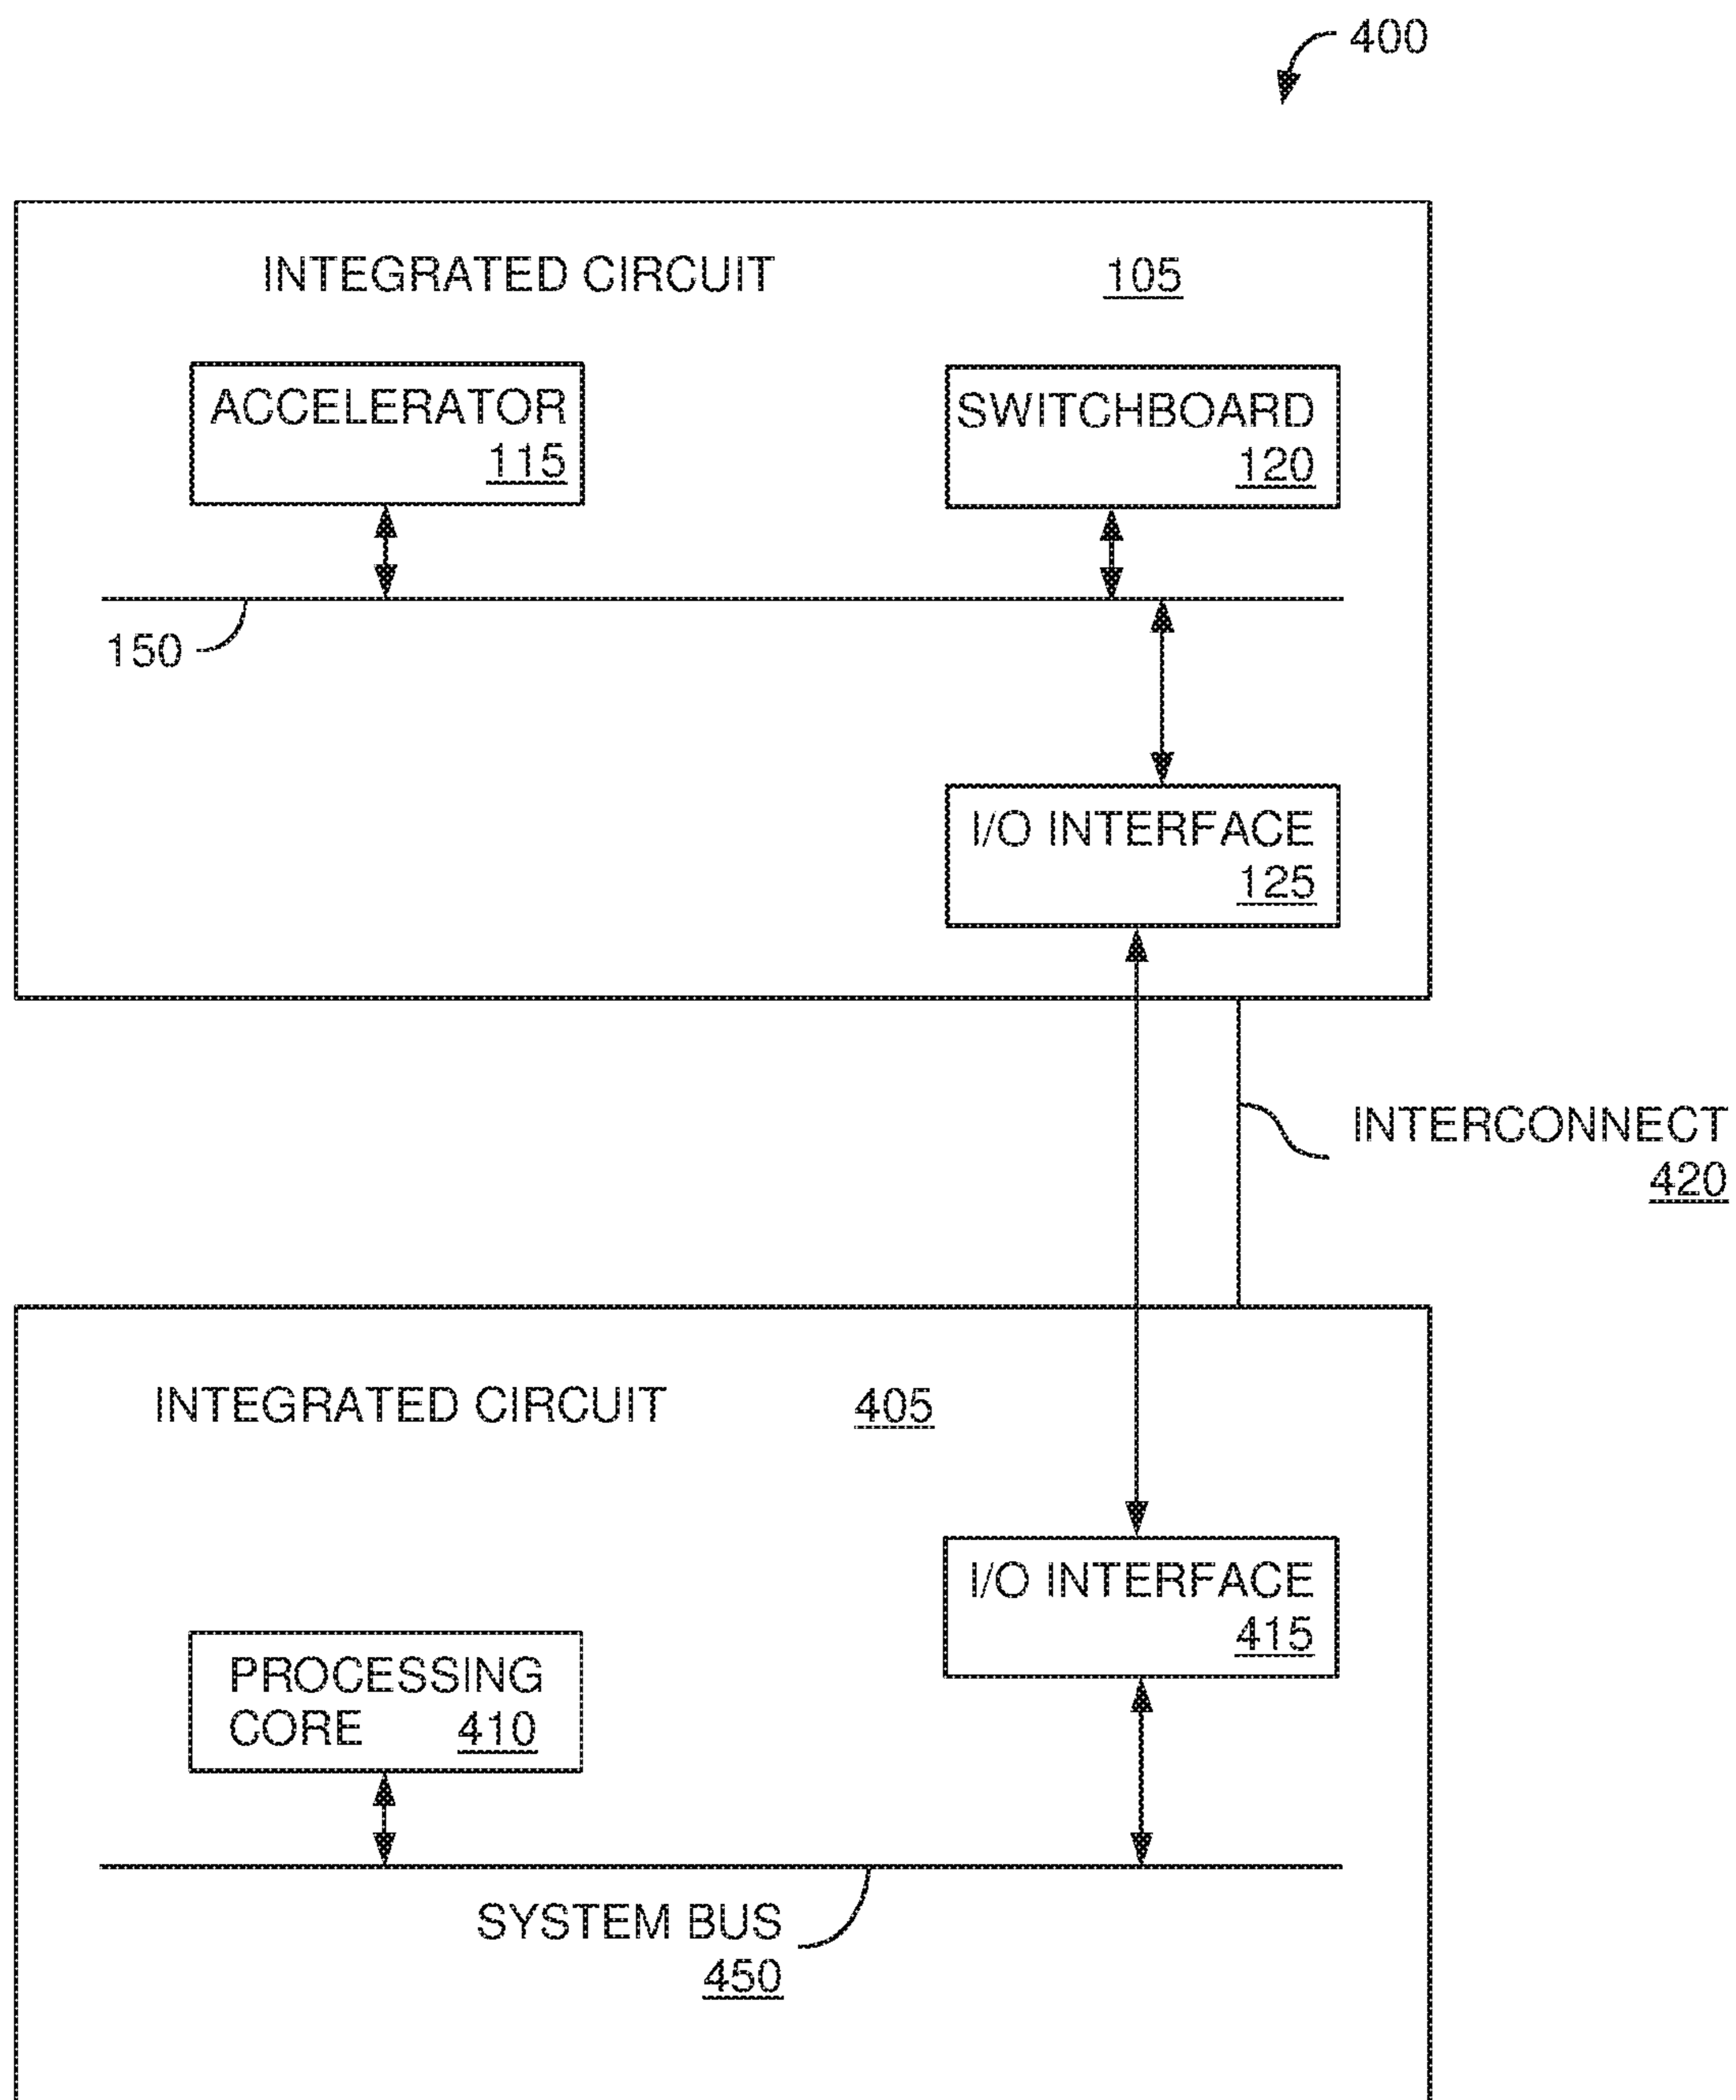 400
INTEGRATED CIRCUIT 105
ACCELERATOR
115
SWITCHBOARD
120
150
I/O INTERFACE
125
INTERCONNECT
420
INTEGRATED CIRCUIT 405
I/O INTERFACE
415
PROCESSING
CORE 410
SYSTEM BUS
450